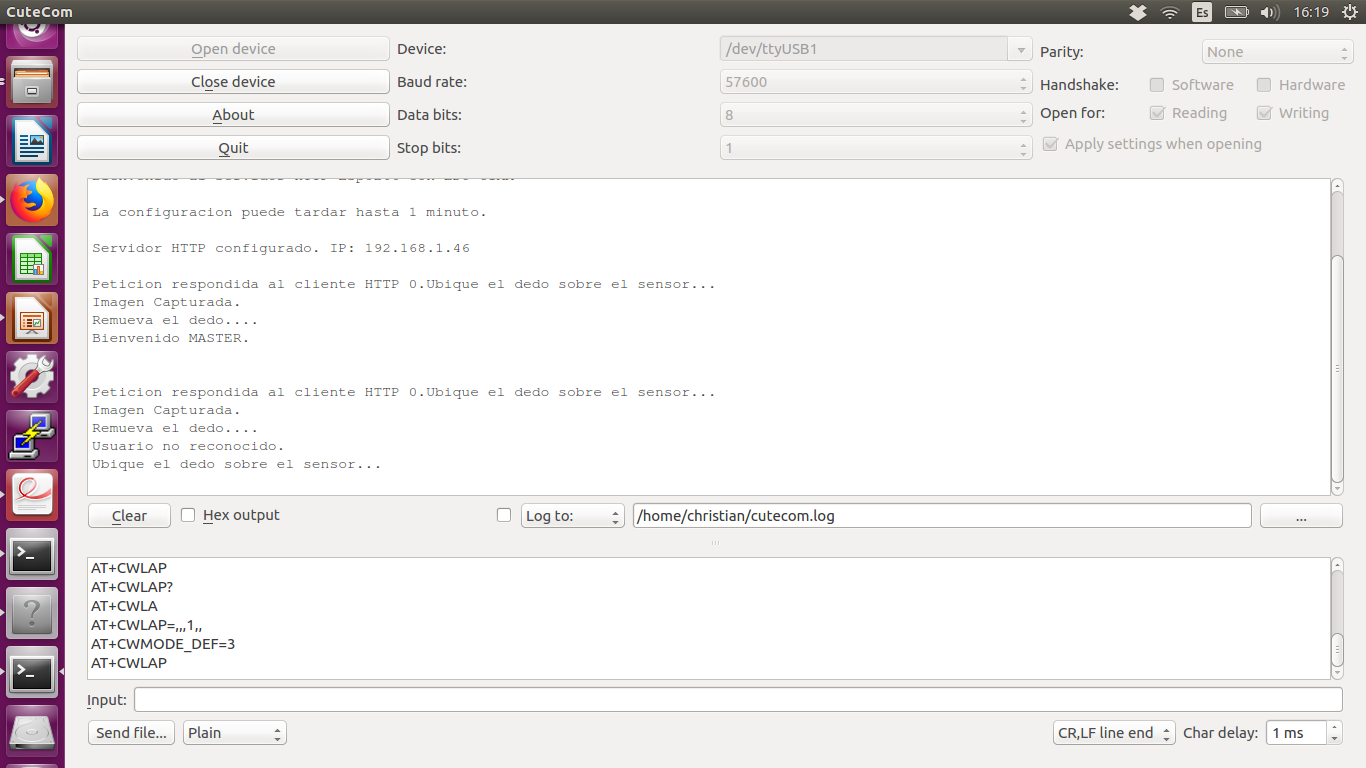 CuteCom
Es
16:19
Open device
Device:
/dev/ttyUSB1
Parity:
None
Close device
Baud rate:
57600
Handshake:
Software
Hardware
About
Data bits:
8
Open for:
Reading
Writing
Quit
Stop bits:
1
Apply settings when opening
La configuracion puede tardar hasta 1 minuto.
Servidor HTTP configurado. IP: 192.168.1.46
Peticion respondida al cliente HTTP 0.Ubique el dedo sobre el sensor...
Imagen Capturada.
Remueva el dedo....
Bienvenido MASTER.
Peticion respondida al cliente HTTP 0.Ubique el dedo sobre el sensor...
Imagen Capturada.
Remueva el dedo....
Usuario no reconocido.
Ubique el dedo sobre el sensor...
Clear
Hex output
Log to:
/home/christian/cutecom.log
...
AT+CWLAP
AT+CWLAP?
AT+CWLA
AT+CWLAP=,,,1,,
AT+CWMODE_DEF=3
AT+CWLAP
Input:
Send file...
Plain
CR,LF line end
Char delay:
1 ms